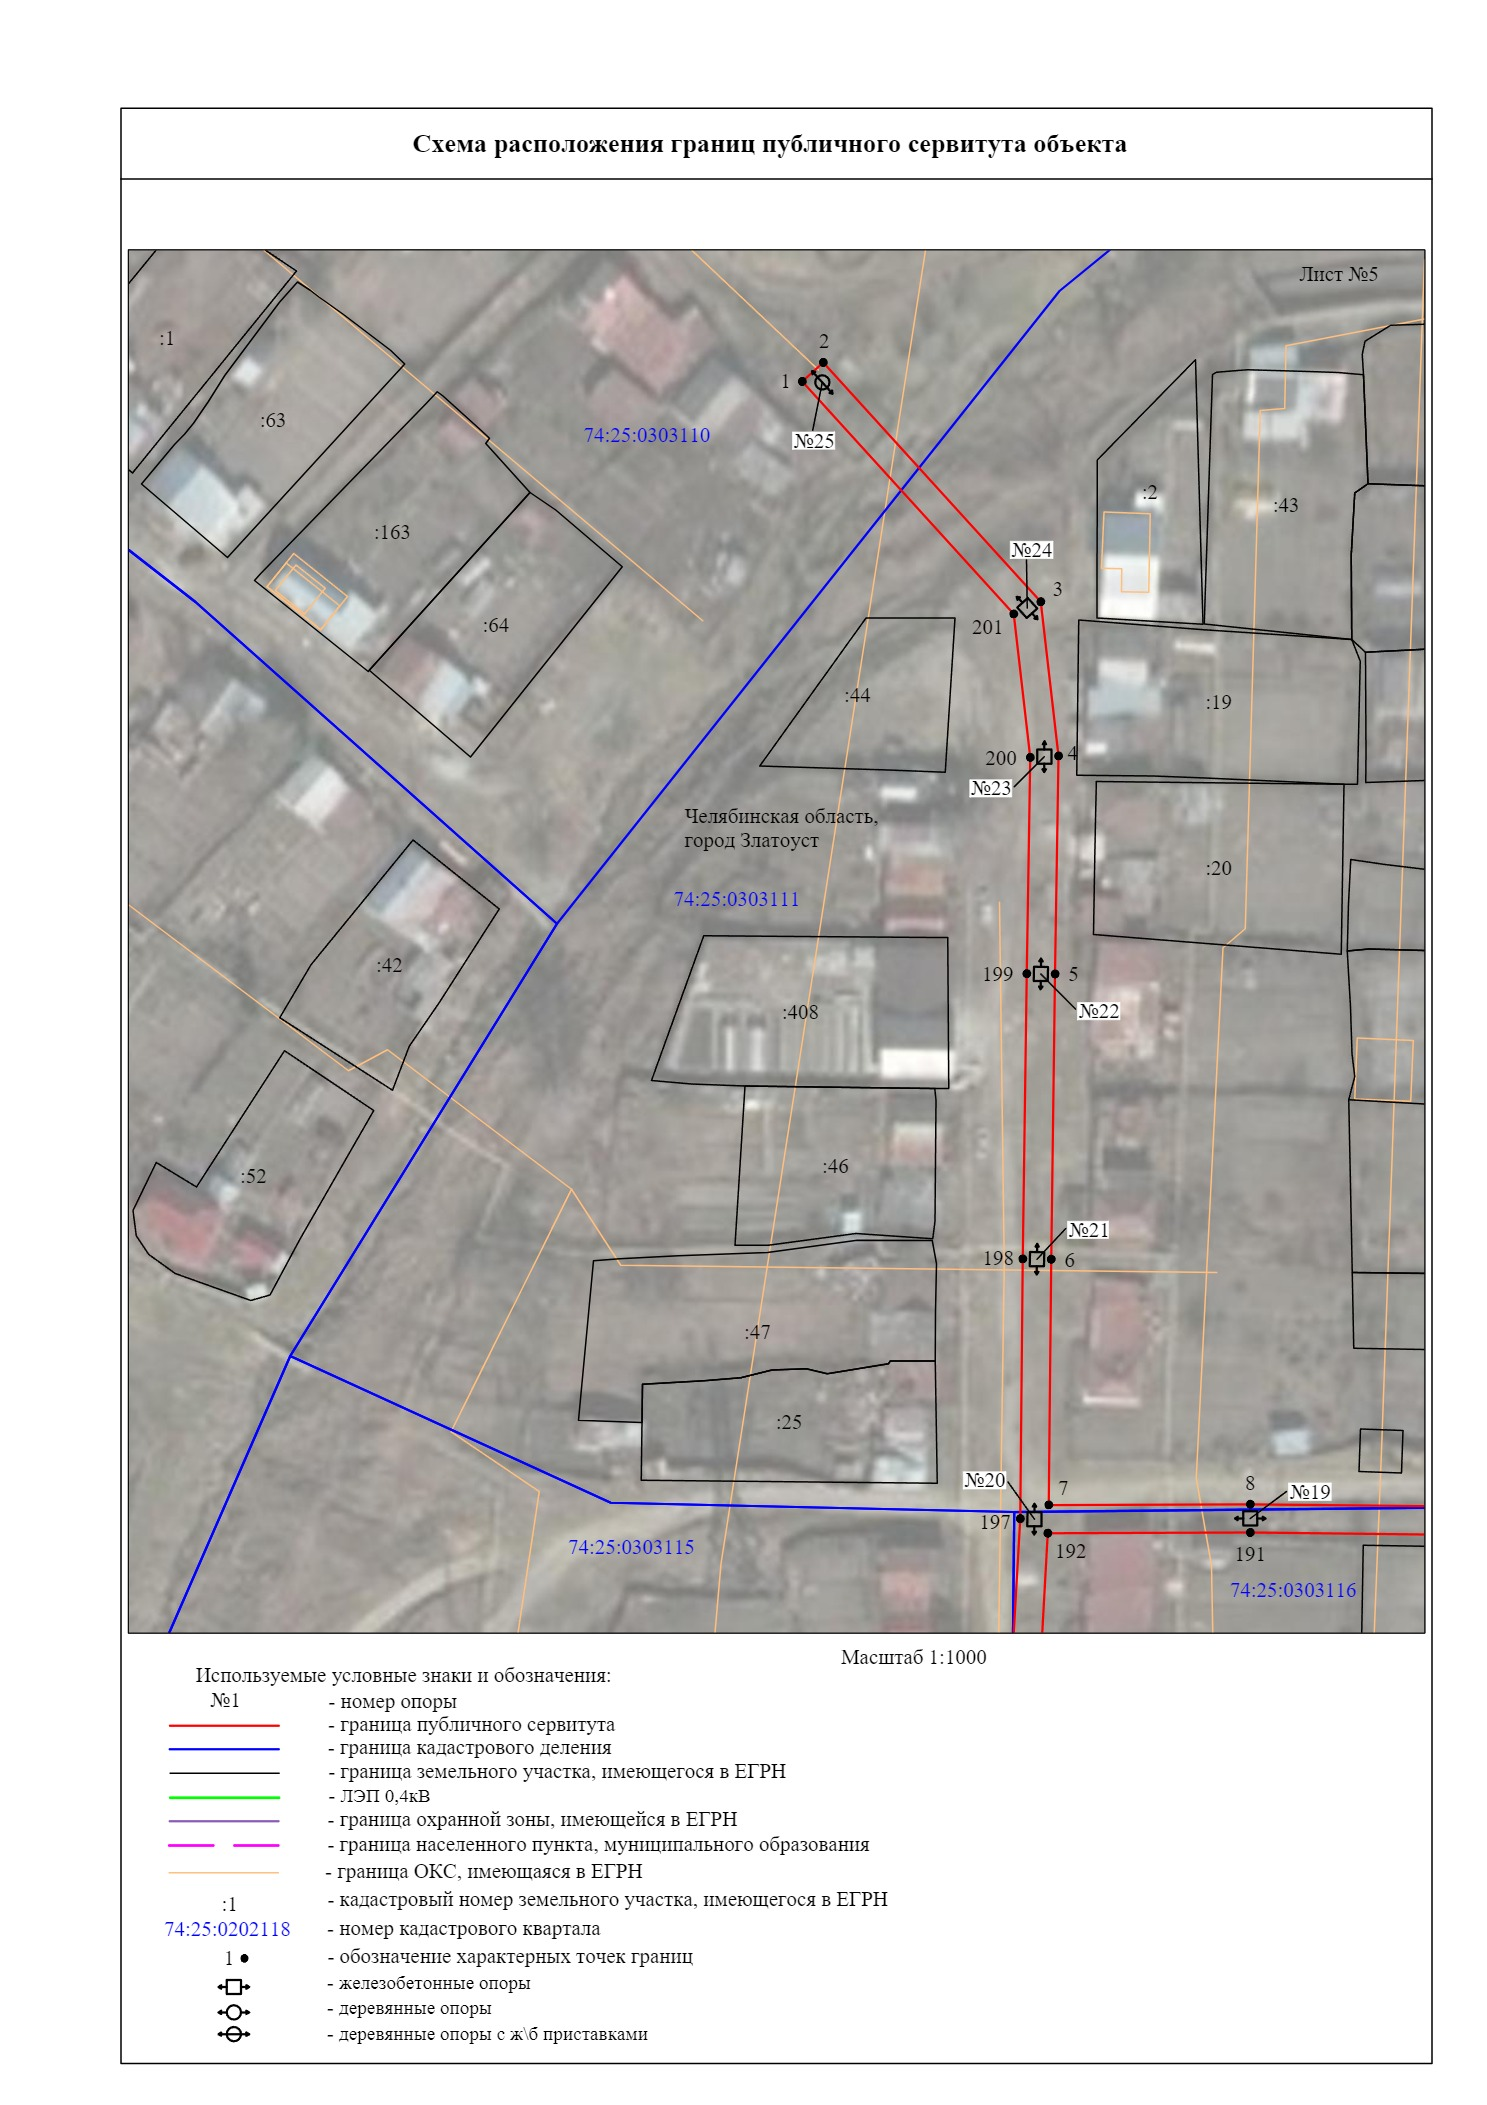 Схема расположения границ публичного сервитута объекта
Лист №5
:1
2
1
:63
74:25:0303110
№25
:2
:43
:163
№24
3
:64
201
:44
:19
200
4
№23
Челябинская область,
город Златоуст
:20
74:25:0303111
:42
199
5
:408
№22
:46
:52
№21
198
6
:47
:25
№20
7
8
№19
197
74:25:0303115
192
191
74:25:0303116
Масштаб 1:1000
Используемые условные знаки и обозначения:
№1 - номер опоры
- граница публичного сервитута
- граница кадастрового деления
- граница земельного участка, имеющегося в ЕГРН
- ЛЭП 0,4кВ
- граница охранной зоны, имеющейся в ЕГРН
- граница населенного пункта, муниципального образования
- граница ОКС, имеющаяся в ЕГРН
:1 - кадастровый номер земельного участка, имеющегося в ЕГРН
74:25:0202118 - номер кадастрового квартала
1 - обозначение характерных точек границ
- железобетонные опоры
- деревянные опоры
- деревянные опоры с ж\б приставками